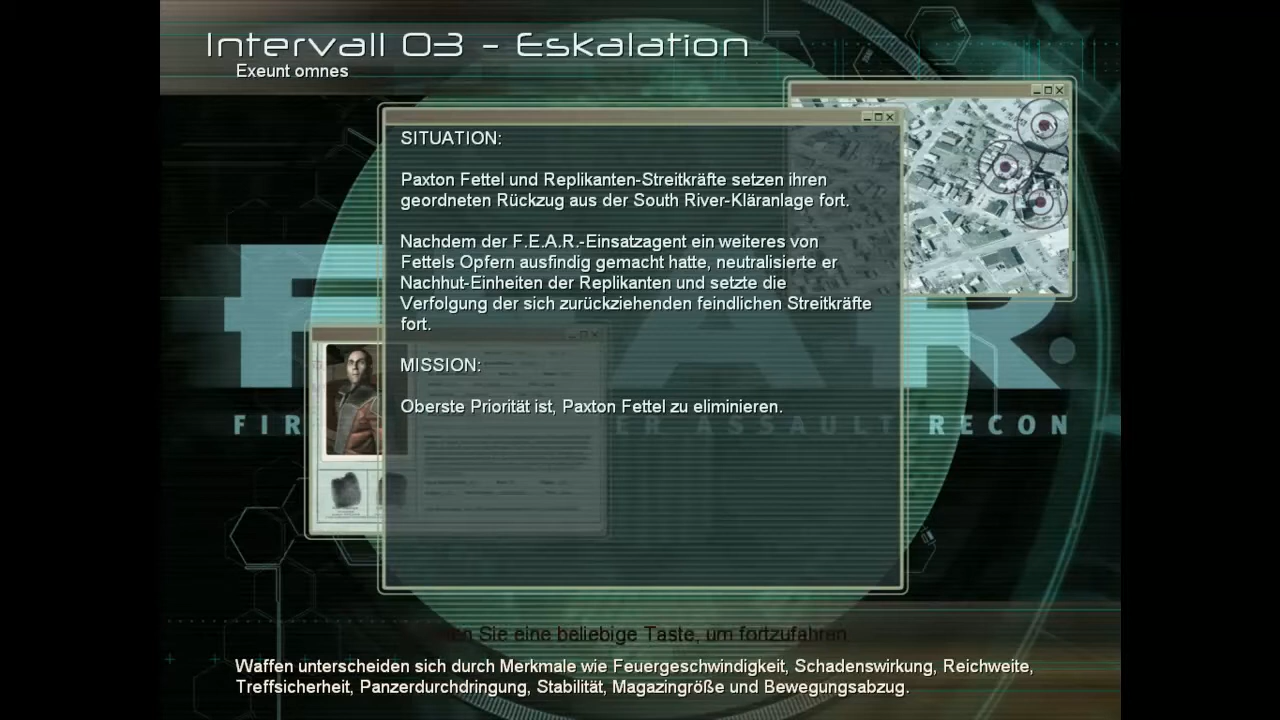 Intervall 03 - Eskalation
Exeunt omnes
SITUATION:
Paxton Fettel und Replikanten-Streitkräfte setzen ihren
geordneten Rückzug aus der South River-Kläranlage fort.
Nachdem der F.E.A.R.-Einsatzagent ein weiteres von
Fettels Opfern ausfindig gemacht hatte, neutralisierte er
Nachhut-Einheiten der Replikanten und setzte die
Verfolgung der sich zurückziehenden feindlichen Streitkräfte
fort.
MISSION:
Oberste Priorität ist, Paxton Fettel zu eliminieren.
F. A R.
FIR ER ASSAULT RECON
Sie eine beliebige Taste, um fortzufahren
Waffen unterscheiden sich durch Merkmale wie Feuergeschwindigkeit, Schadenswirkung, Reichweite,
Treffsicherheit, Panzerdurchdringung, Stabilität, Magazingröße und Bewegungsabzug.